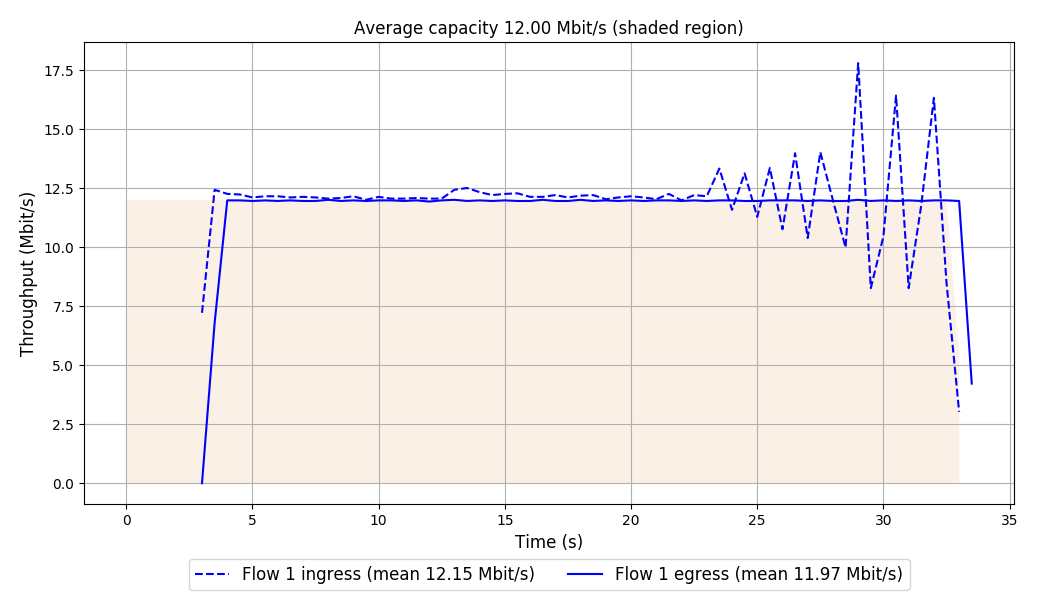 Average capacity 12.00 Mbit/s (shaded region)
Throughput (Mbit/s)
17.5
15.0
12.5
10.0
7.5
5.0
2.5
0.0
0 5 10 15 20 25 30 35
Time (s)
Flow 1 ingress (mean 12.15 Mbit/s) Flow 1 egress (mean 11.97 Mbit/s)